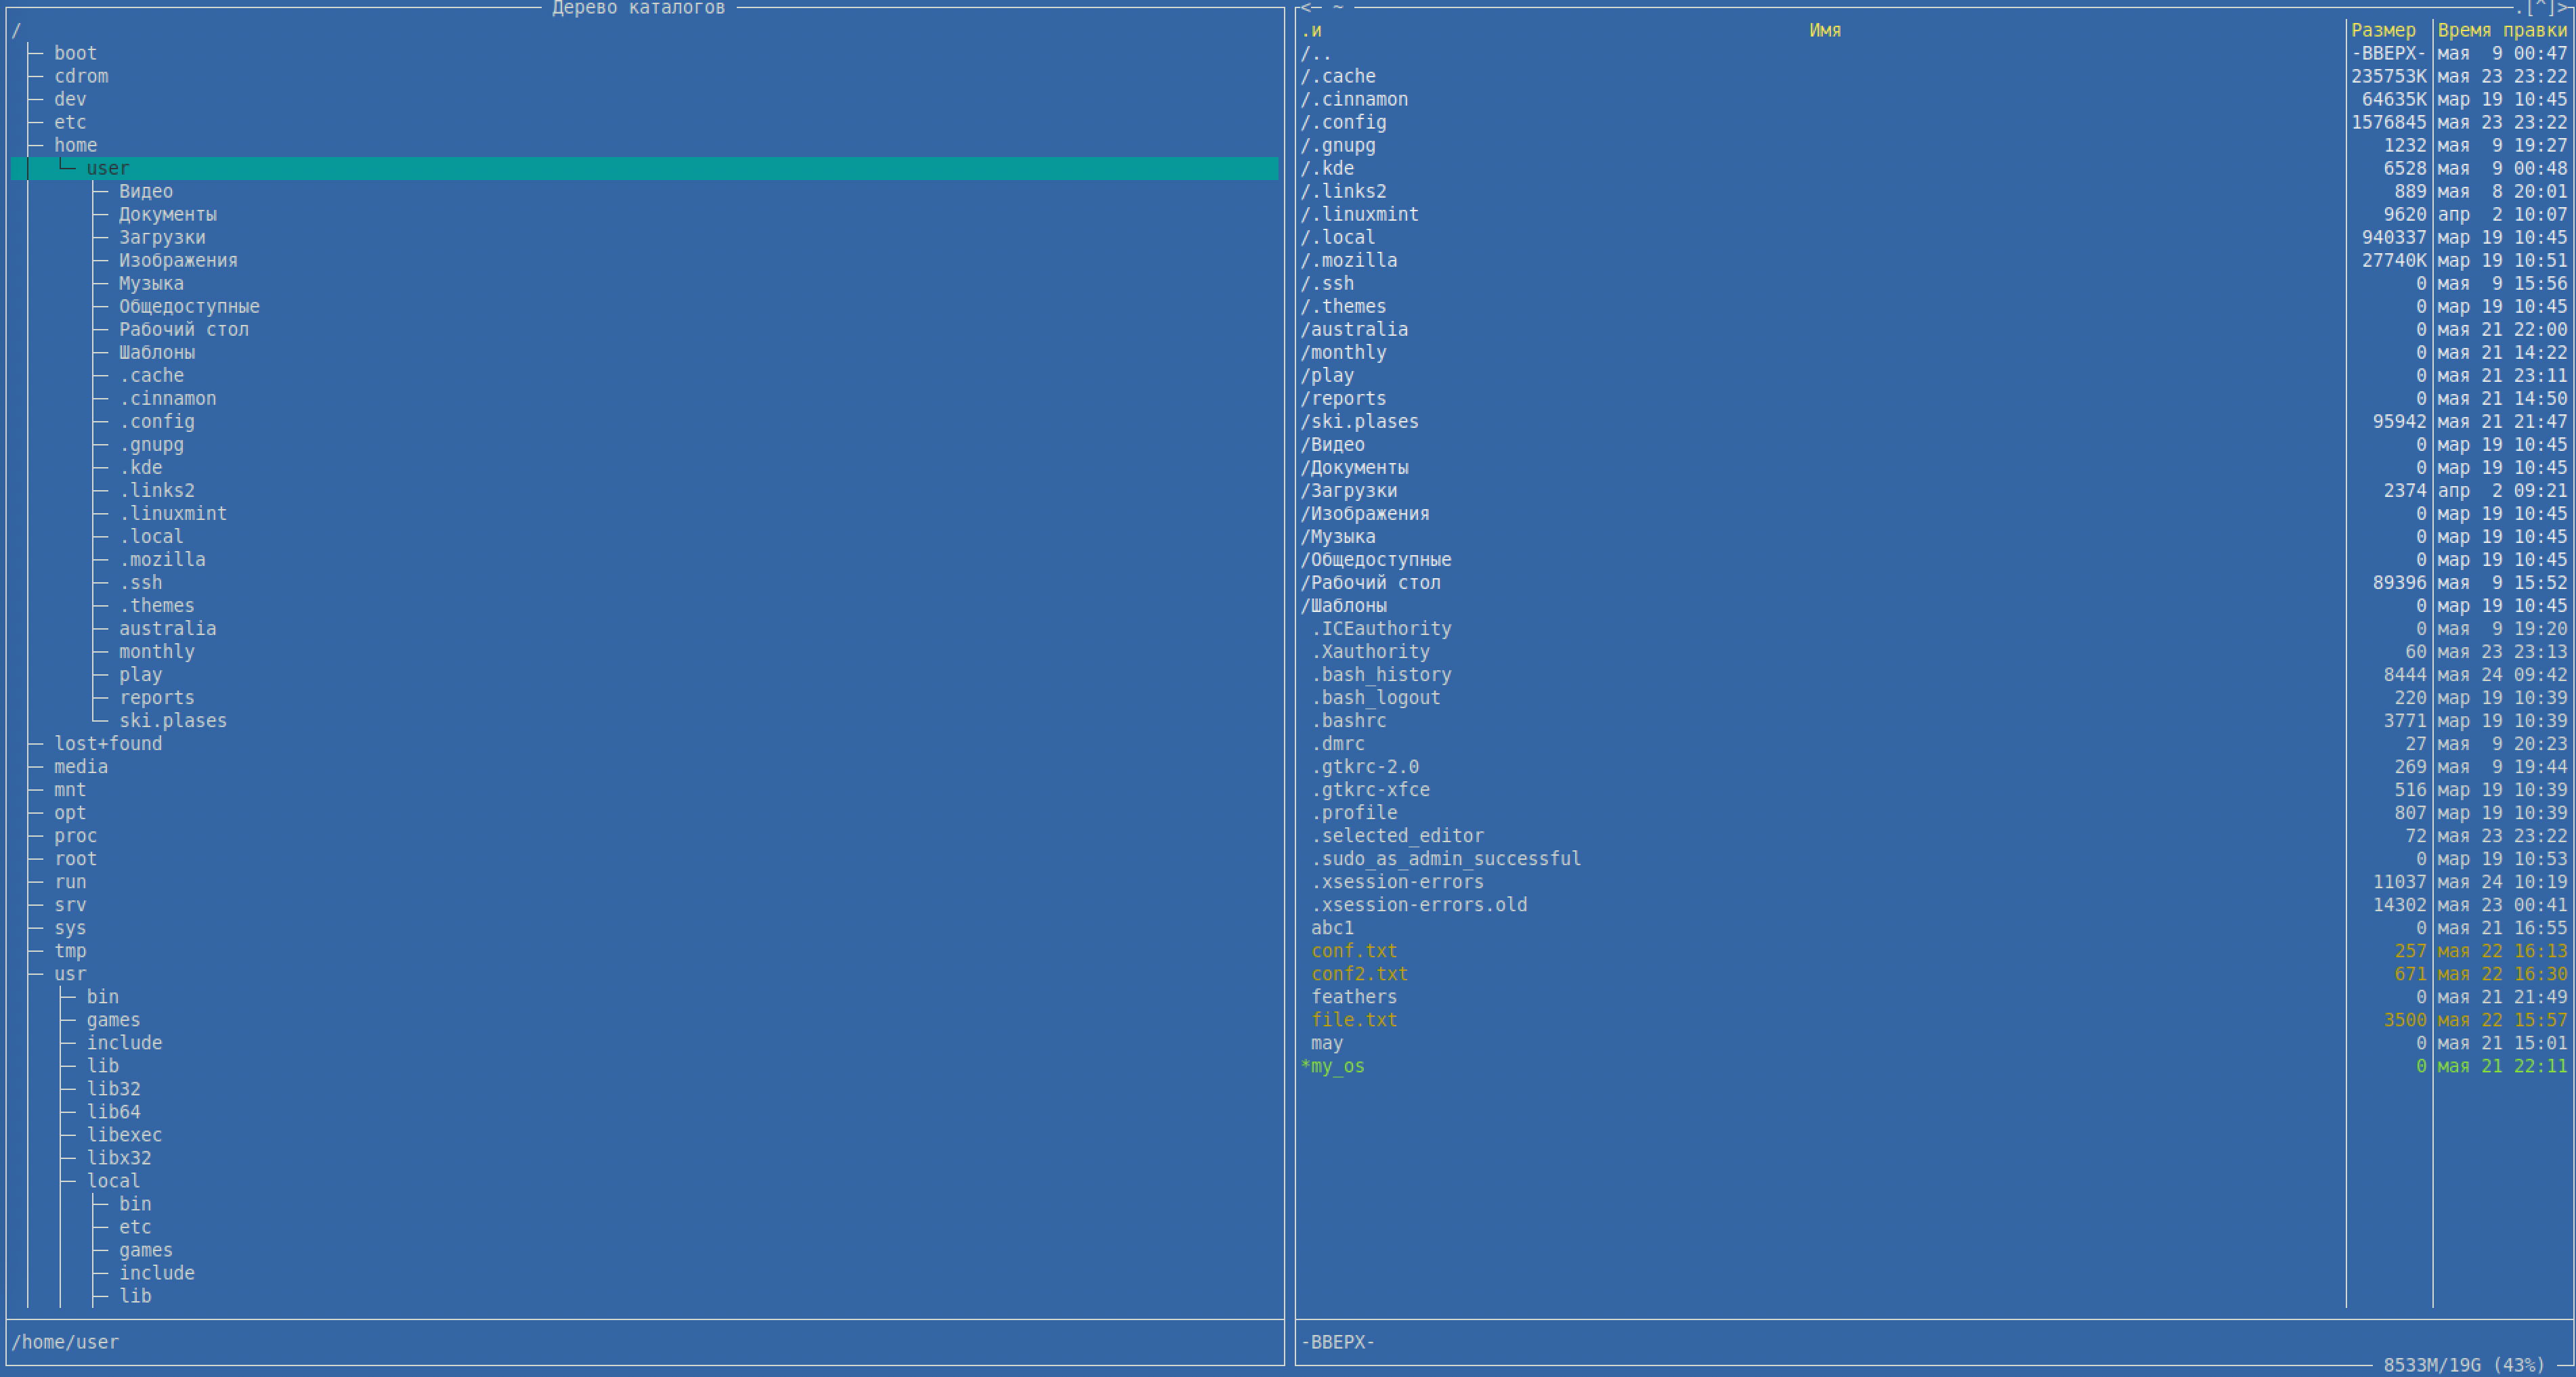 Дерево каталогов
/
boot
cdrom
dev
etc
home
user
Видео
Документы
Загрузки
Изображения
Музыка
Общедоступные
Рабочий стол
Шаблоны
.cache
.cinnamon
.config
.gnupg
.kde
.links2
.linuxmint
.local
.mozilla
.ssh
.themes
australia
monthly
play
reports
ski.plases
lost+found
media
mnt
opt
proc
root
run
srv
sys
tmp
usr
bin
games
include
lib
lib32
lib64
libexec
libx32
local
bin
etc
games
include
lib
/home/user
<─ ~ .[^]>
.и Имя Размер Время правки
/.. -ВВЕРХ- мая 9 00:47
/.cache 235753K мая 23 23:22
/.cinnamon 64635K мар 19 10:45
/.config 1576845 мая 23 23:22
/.gnupg 1232 мая 9 19:27
/.kde 6528 мая 9 00:48
/.links2 889 мая 8 20:01
/.linuxmint 9620 апр 2 10:07
/.local 940337 мар 19 10:45
/.mozilla 27740K мар 19 10:51
/.ssh 0 мая 9 15:56
/.themes 0 мар 19 10:45
/australia 0 мая 21 22:00
/monthly 0 мая 21 14:22
/play 0 мая 21 23:11
/reports 0 мая 21 14:50
/ski.plases 95942 мая 21 21:47
/Видео 0 мар 19 10:45
/Документы 0 мар 19 10:45
/Загрузки 2374 апр 2 09:21
/Изображения 0 мар 19 10:45
/Музыка 0 мар 19 10:45
/Общедоступные 0 мар 19 10:45
/Рабочий стол 89396 мая 9 15:52
/Шаблоны 0 мар 19 10:45
.ICEauthority 0 мая 9 19:20
.Xauthority 60 мая 23 23:13
.bash_history 8444 мая 24 09:42
.bash_logout 220 мар 19 10:39
.bashrc 3771 мар 19 10:39
.dmrc 27 мая 9 20:23
.gtkrc-2.0 269 мая 9 19:44
.gtkrc-xfce 516 мар 19 10:39
.profile 807 мар 19 10:39
.selected_editor 72 мая 23 23:22
.sudo_as_admin_successful 0 мар 19 10:53
.xsession-errors 11037 мая 24 10:19
.xsession-errors.old 14302 мая 23 00:41
abc1 0 мая 21 16:55
conf.txt 257 мая 22 16:13
conf2.txt 671 мая 22 16:30
feathers 0 мая 21 21:49
file.txt 3500 мая 22 15:57
may 0 мая 21 15:01
*my_os 0 мая 21 22:11
-ВВЕРХ-
8533M/19G (43%)